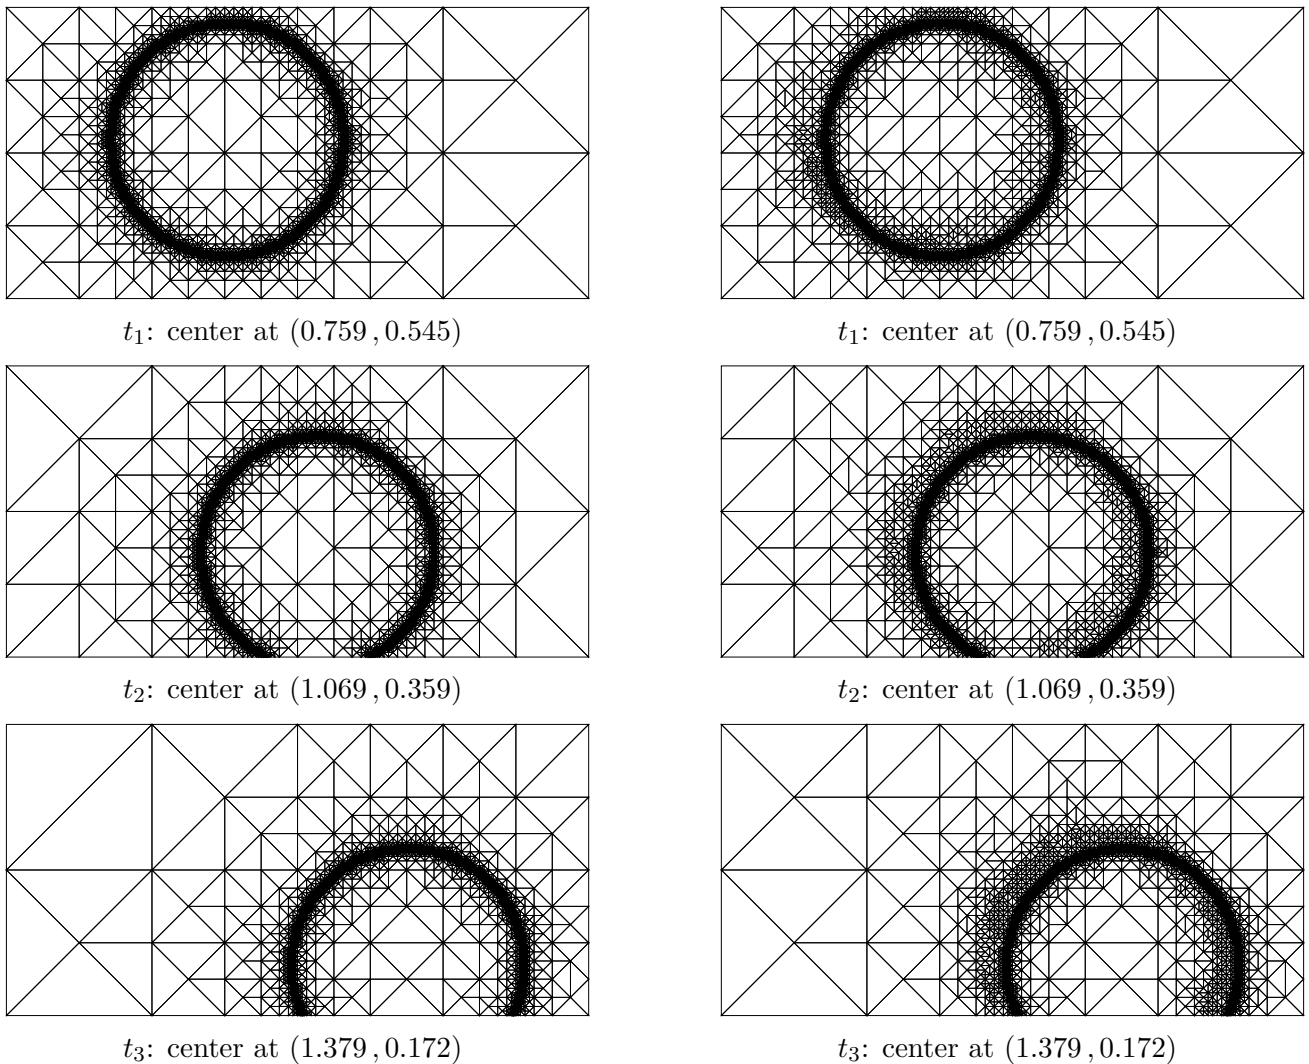 t₁: center at (0.759, 0.545)
t₁: center at (0.759, 0.545)
t₂: center at (1.069, 0.359)
t₂: center at (1.069, 0.359)
t₃: center at (1.379, 0.172)
t₃: center at (1.379, 0.172)